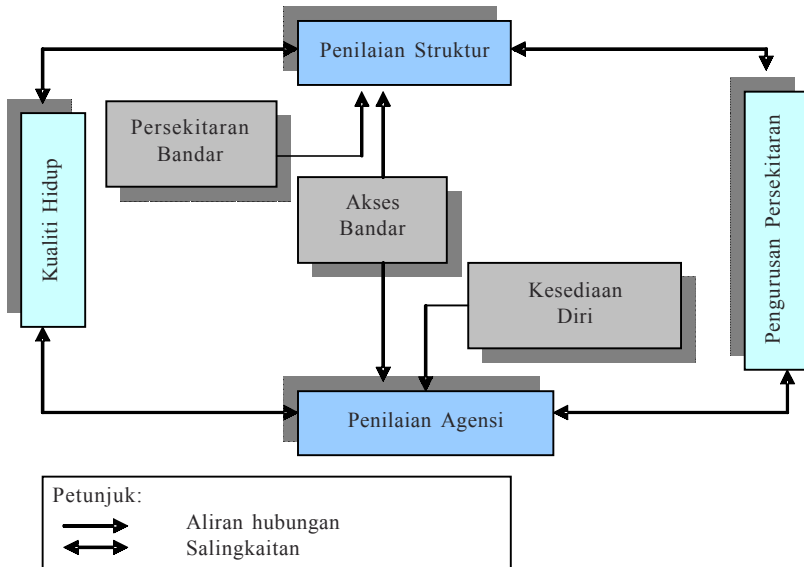 Penilaian Struktur
Persekitaran
Bandar
Kualiti Hidup
Akses
Bandar
Pengurusan Persekitaran
Kesediaan
Diri
Penilaian Agensi
Petunjuk:
Aliran hubungan
Salingkaitan